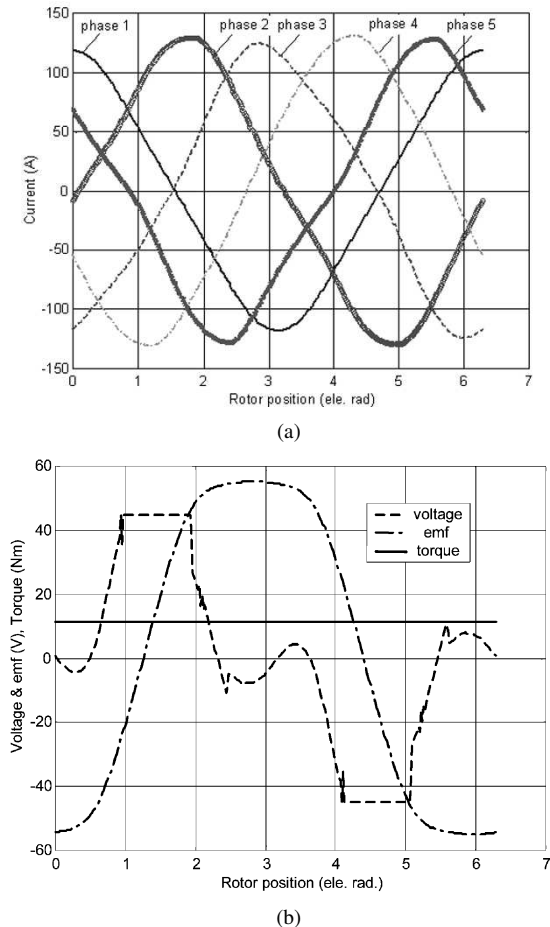 150
phase 1
phase 2
phase 3
phase 4
phase 5
100
50
0
-50
-100
-150
Current (A)
0 1 2 3 4 5 6 7
Rotor position (ele. rad)
(a)
60
voltage
emf
torque
40
20
0
-20
-40
-60
Voltage & emf (V), Torque (Nm)
0 1 2 3 4 5 6 7
Rotor position (ele. rad.)
(b)